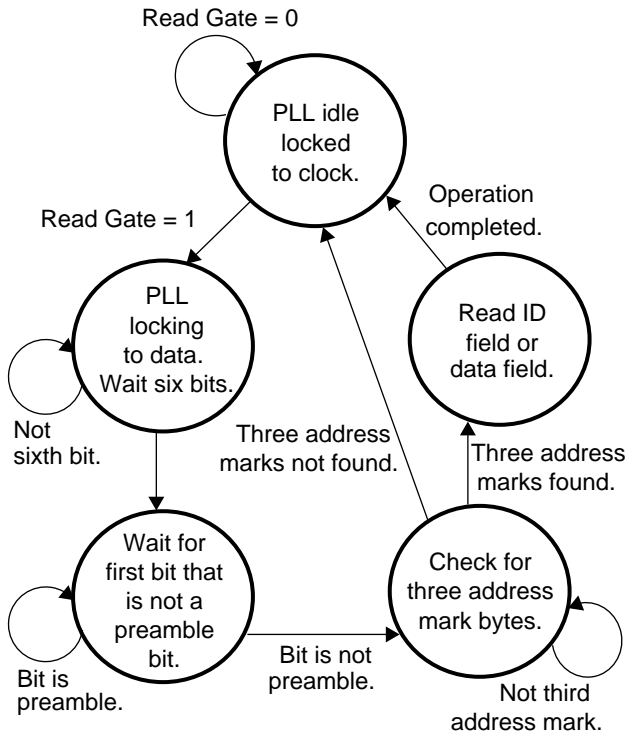 Read Gate = 0
PLL idle
locked
to clock.
Operation
completed.
Read Gate = 1
PLL
locking
to data.
Wait six bits.
Read ID
field or
data field.
Not
sixth bit.
Three address
marks not found.
Three address
marks found.
Wait for
first bit that
is not a
preamble
bit.
Check for
three address
mark bytes.
Bit is
preamble.
Bit is not
preamble.
Not third
address mark.